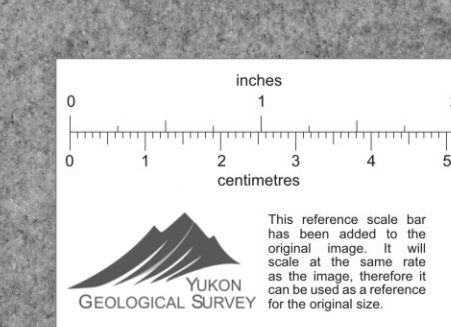 inches
0 1 2
0 1 2 3 4 5
centimetres
YUKON
GEOLOGICAL SURVEY
This reference scale bar
has been added to the
original image. It will
scale at the same rate
as the image, therefore it
can be used as a reference
for the original size.